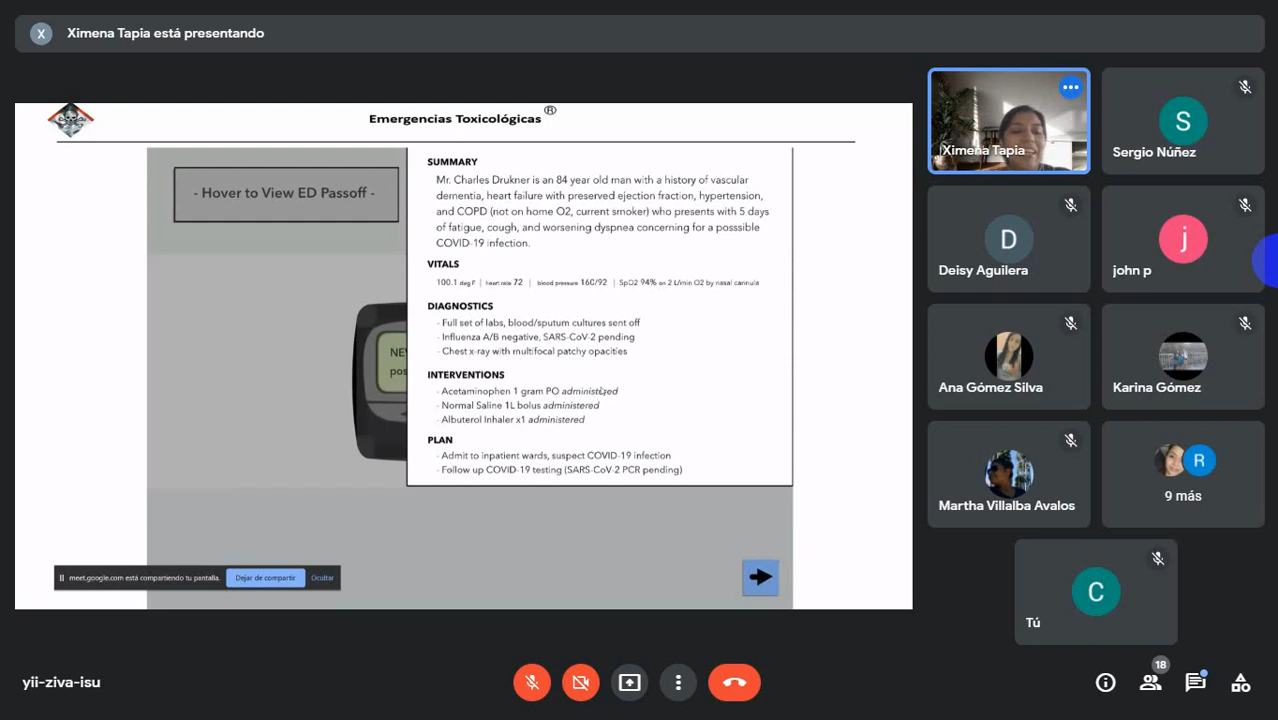 X
Ximena Tapia está presentando
Emergencias Toxicológicas ®
- Hover to View ED Passoff -
SUMMARY
Mr. Charles Drukner is an 84 year old man with a history of vascular
dementia, heart failure with preserved ejection fraction, hypertension,
and COPD (not on home O2, current smoker) who presents with 5 days
of fatigue, cough, and worsening dyspnea concerning for a posssible
COVID-19 infection.
VITALS
100.1 deg F | heart rate 72 | blood pressure 160/92 | SpO2 94% on 2 L/min O2 by nasal cannula
DIAGNOSTICS
- Full set of labs, blood/sputum cultures sent off
- Influenza A/B negative, SARS-CoV-2 pending
- Chest x-ray with multifocal patchy opacities
INTERVENTIONS
- Acetaminophen 1 gram PO administered
- Normal Saline 1L bolus administered
- Albuterol Inhaler x1 administered
PLAN
- Admit to inpatient wards, suspect COVID-19 infection
- Follow up COVID-19 testing (SARS-CoV-2 PCR pending)
NE
pos
meet.google.com está compartiendo tu pantalla.
Dejar de compartir
Ocultar
Ximena Tapia
S
Sergio Núñez
D
Deisy Aguilera
j
john p
Ana Gómez Silva
Karina Gómez
Martha Villalba Avalos
R
9 más
C
Tú
yii-ziva-isu
18